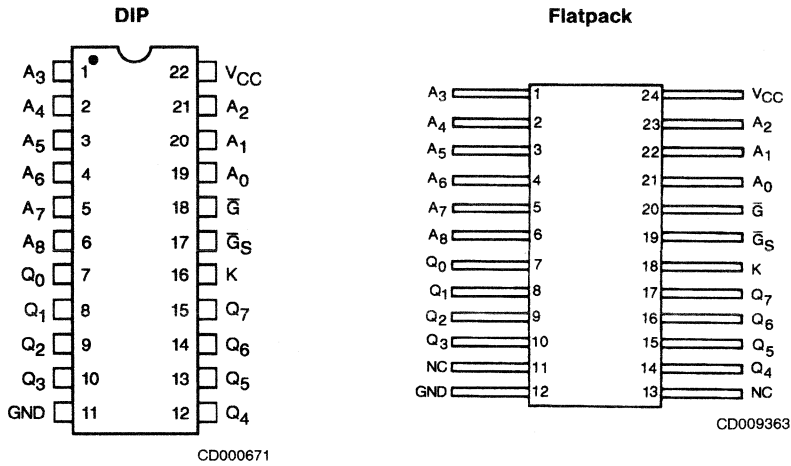 DIP
A3 1 22 VCC
A4 2 21 A2
A5 3 20 A1
A6 4 19 A0
A7 5 18 G̅
A8 6 17 G̅S
Q0 7 16 K
Q1 8 15 Q7
Q2 9 14 Q6
Q3 10 13 Q5
GND 11 12 Q4
CD000671
Flatpack
A3 1 24 VCC
A4 2 23 A2
A5 3 22 A1
A6 4 21 A0
A7 5 20 G̅
A8 6 19 G̅S
Q0 7 18 K
Q1 8 17 Q7
Q2 9 16 Q6
Q3 10 15 Q5
NC 11 14 Q4
GND 12 13 NC
CD009363